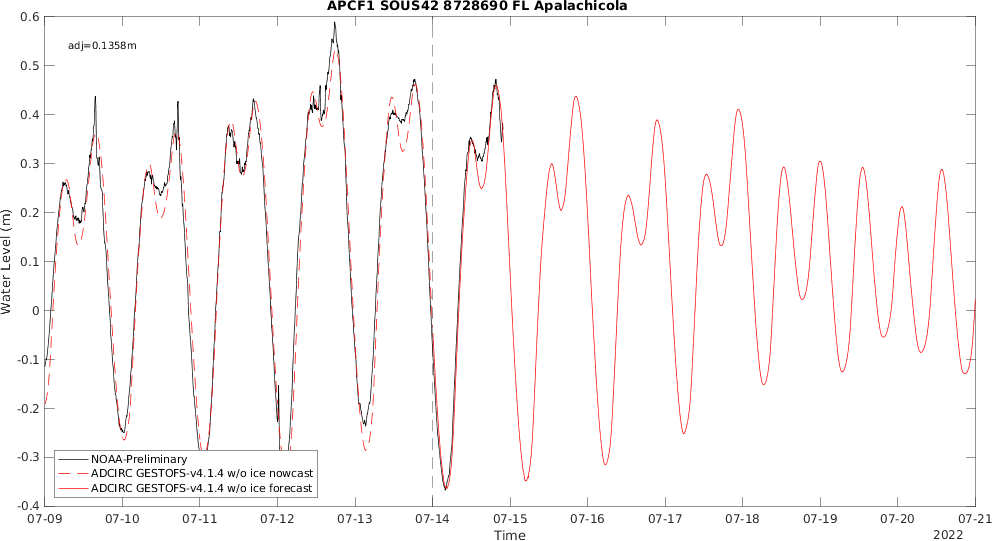 APCF1 SOUS42 8728690 FL Apalachicola
adj=0.1358m
0.6
0.5
0.4
0.3
0.2
0.1
0
-0.1
-0.2
-0.3
-0.4
Water Level (m)
NOAA-Preliminary
ADCIRC GESTOFS-v4.1.4 w/o ice nowcast
ADCIRC GESTOFS-v4.1.4 w/o ice forecast
07-09 07-10 07-11 07-12 07-13 07-14 07-15 07-16 07-17 07-18 07-19 07-20 07-21
Time
2022